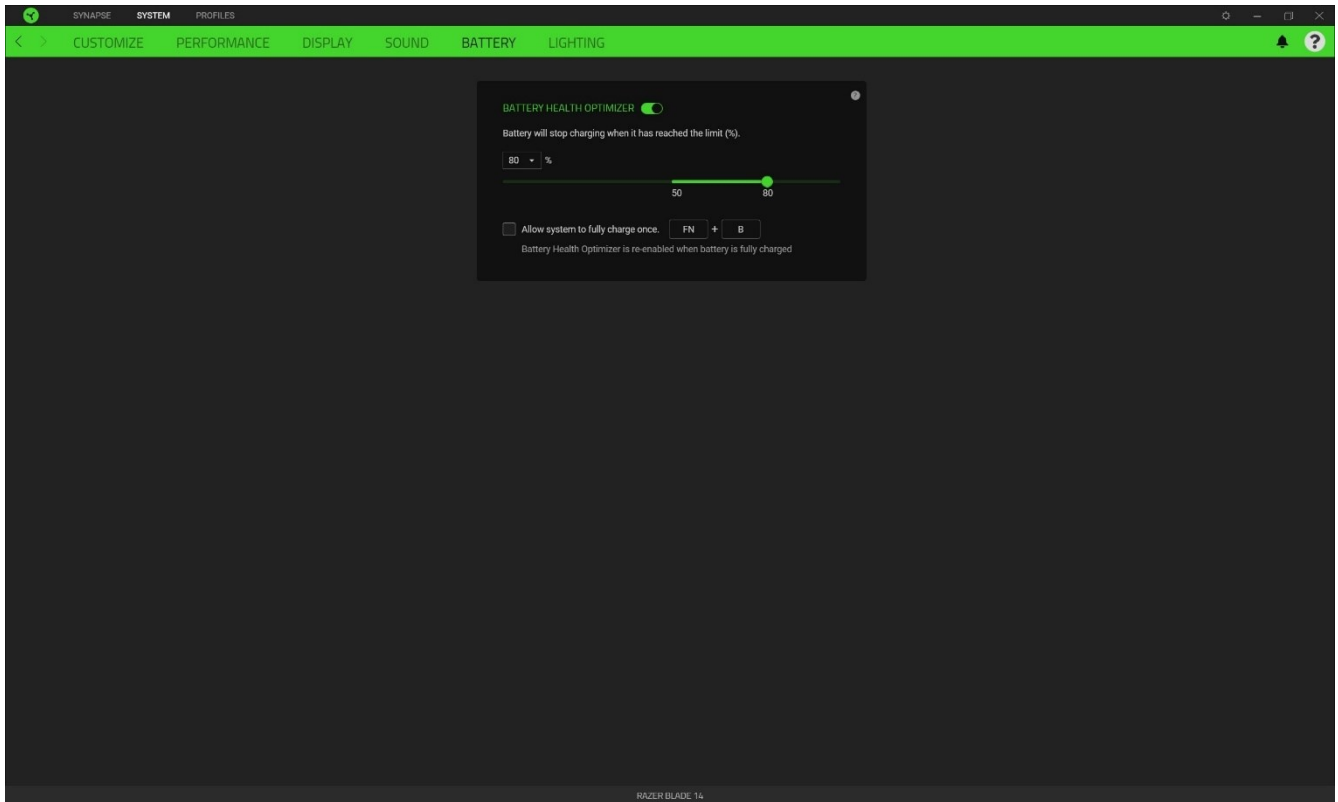 SYNAPSE SYSTEM PROFILES
CUSTOMIZE PERFORMANCE DISPLAY SOUND BATTERY LIGHTING ?
BATTERY HEALTH OPTIMIZER ?
Battery will stop charging when it has reached the limit (%).
80 %
50 80
Allow system to fully charge once. FN + B
Battery Health Optimizer is re-enabled when battery is fully charged
RAZER BLADE 14